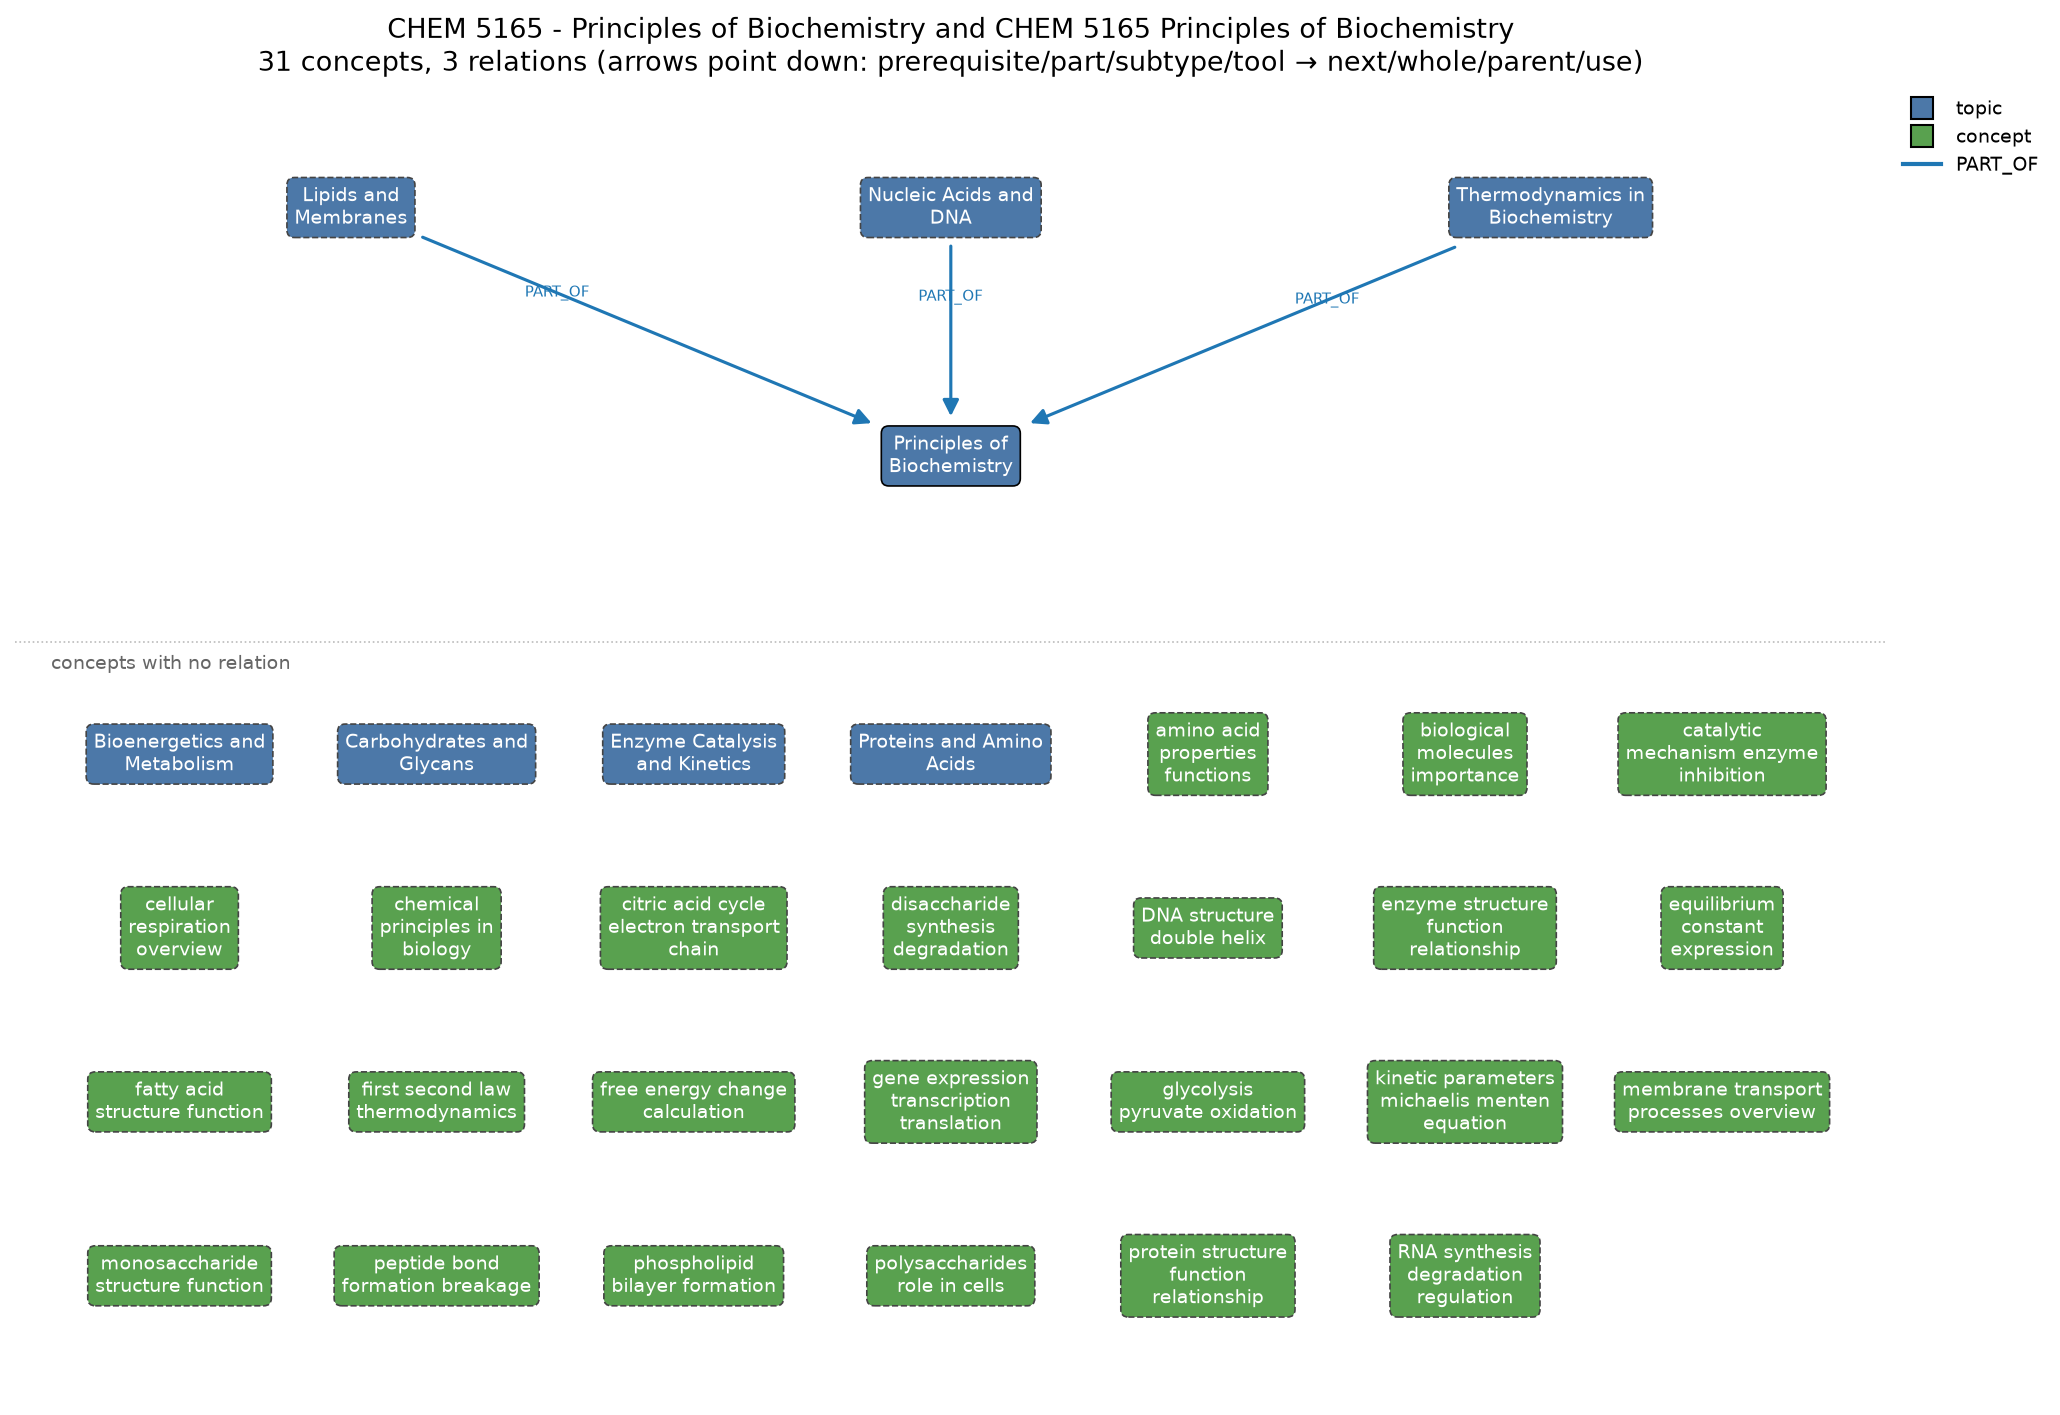 CHEM 5165 - Principles of Biochemistry and CHEM 5165 Principles of Biochemistry
31 concepts, 3 relations (arrows point down: prerequisite/part/subtype/tool → next/whole/parent/use)
topic
concept
PART_OF
Lipids and
Membranes
Nucleic Acids and
DNA
Thermodynamics in
Biochemistry
PART_OF
PART_OF
PART_OF
Principles of
Biochemistry
concepts with no relation
Bioenergetics and
Metabolism
Carbohydrates and
Glycans
Enzyme Catalysis
and Kinetics
Proteins and Amino
Acids
amino acid
properties
functions
biological
molecules
importance
catalytic
mechanism enzyme
inhibition
cellular
respiration
overview
chemical
principles in
biology
citric acid cycle
electron transport
chain
disaccharide
synthesis
degradation
DNA structure
double helix
enzyme structure
function
relationship
equilibrium
constant
expression
fatty acid
structure function
first second law
thermodynamics
free energy change
calculation
gene expression
transcription
translation
glycolysis
pyruvate oxidation
kinetic parameters
michaelis menten
equation
membrane transport
processes overview
monosaccharide
structure function
peptide bond
formation breakage
phospholipid
bilayer formation
polysaccharides
role in cells
protein structure
function
relationship
RNA synthesis
degradation
regulation